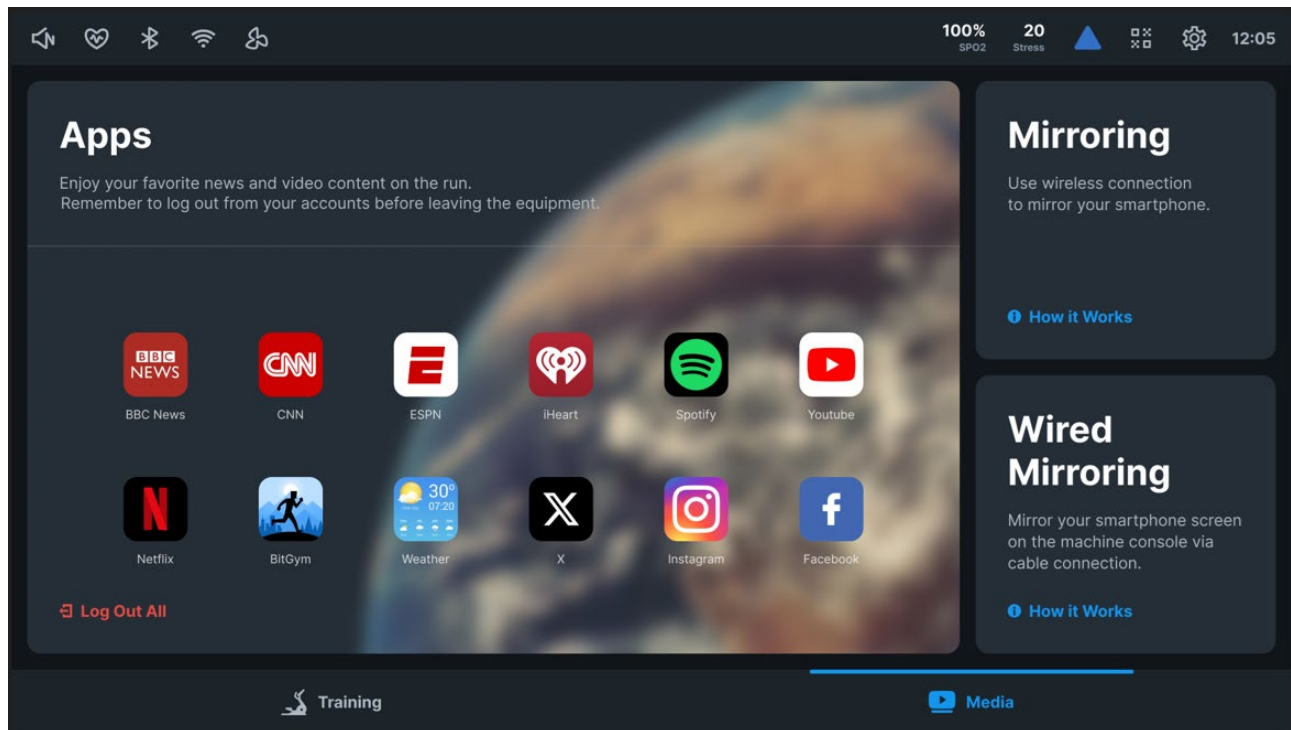 100%
SPO2
20
Stress
12:05
Apps
Enjoy your favorite news and video content on the run.
Remember to log out from your accounts before leaving the equipment.
BBC
NEWS
BBC News
CNN
CNN
E
ESPN
iHeart
Spotify
Youtube
N
Netflix
BitGym
30°
07:20
Weather
X
X
Instagram
f
Facebook
Log Out All
Mirroring
Use wireless connection
to mirror your smartphone.
How it Works
Wired
Mirroring
Mirror your smartphone screen
on the machine console via
cable connection.
How it Works
Training
Media